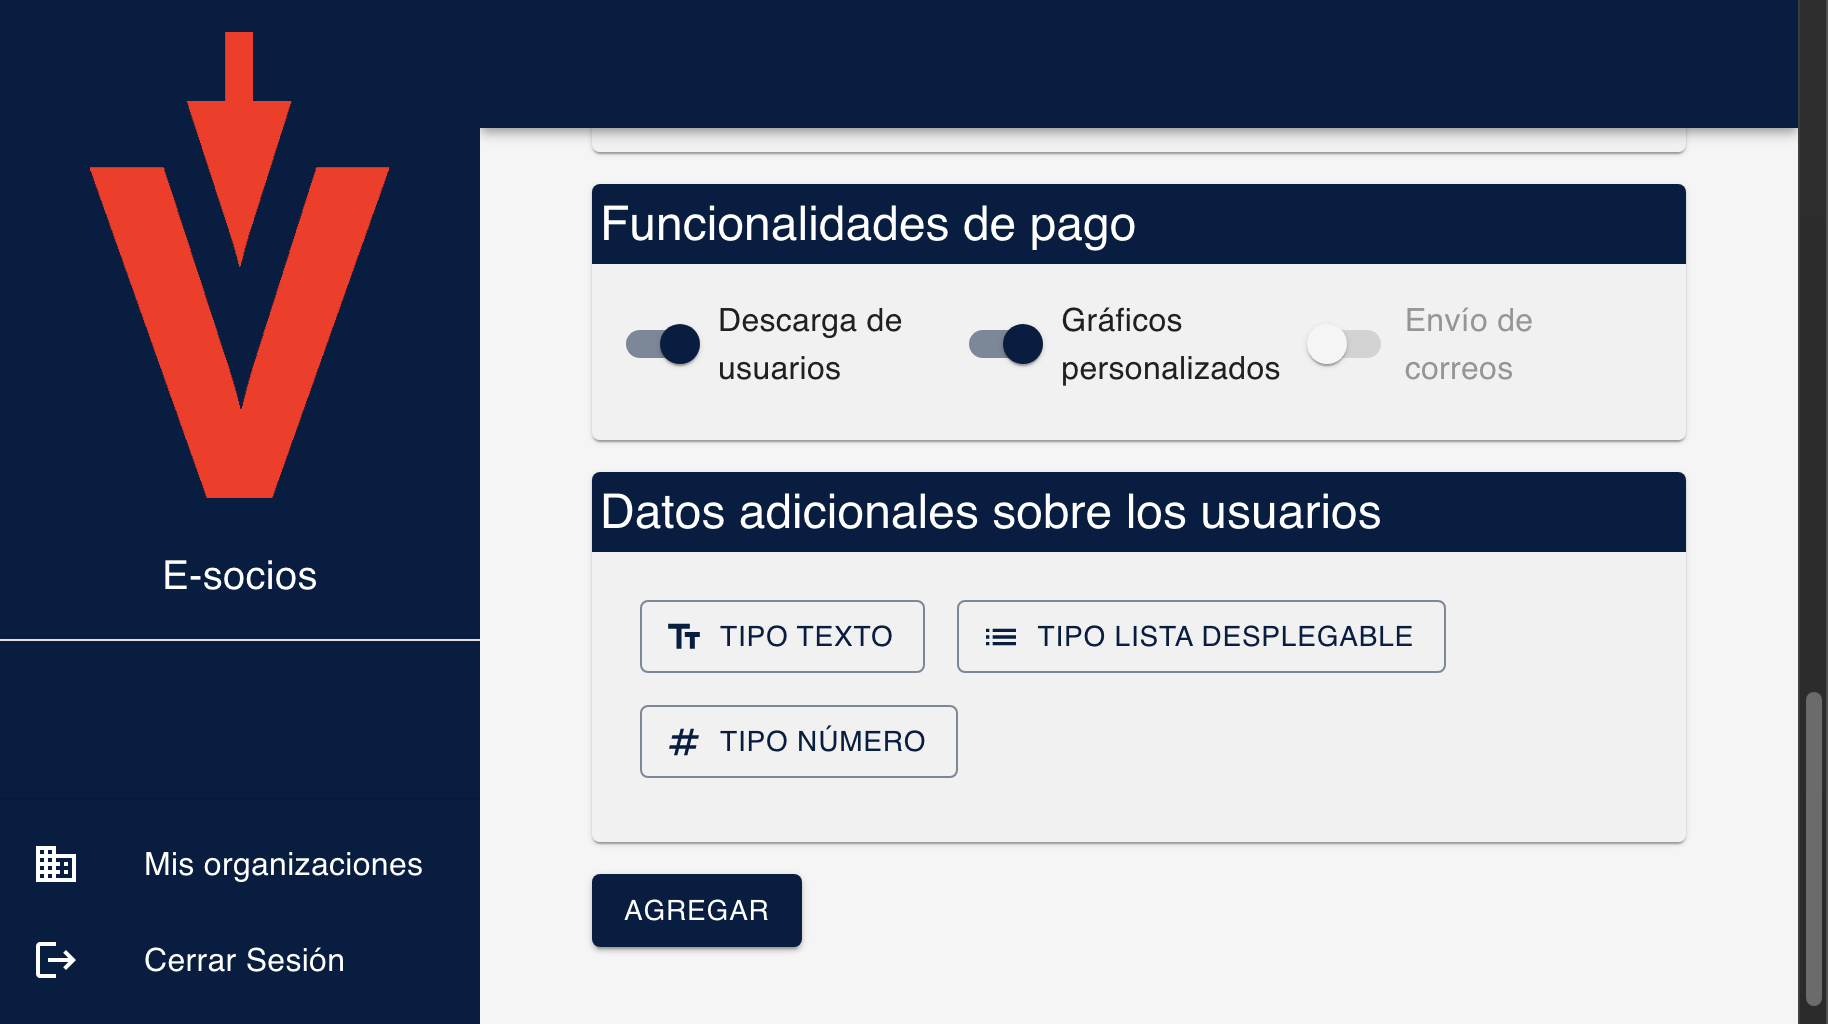 E-socios
Mis organizaciones
Cerrar Sesión
Funcionalidades de pago
Descarga de
usuarios
Gráficos
personalizados
Envío de
correos
Datos adicionales sobre los usuarios
TIPO TEXTO
TIPO LISTA DESPLEGABLE
TIPO NÚMERO
AGREGAR